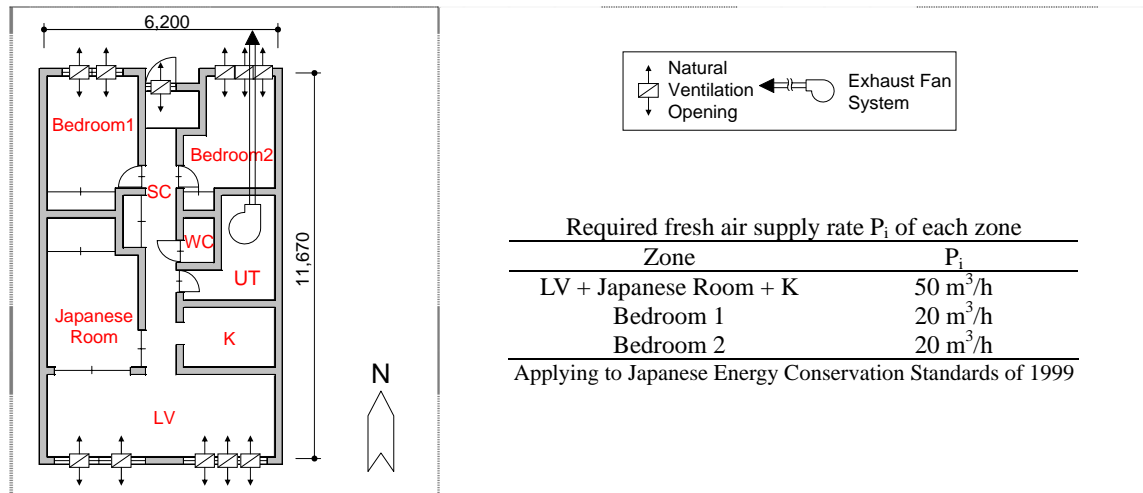 6,200
11,670
Bedroom1
Bedroom2
SC
WC
UT
Japanese
Room
K
LV
N
Natural
Ventilation
Opening
Exhaust Fan
System
Required fresh air supply rate Pi of each zone
Zone Pi
LV + Japanese Room + K 50 m³/h
Bedroom 1 20 m³/h
Bedroom 2 20 m³/h
Applying to Japanese Energy Conservation Standards of 1999